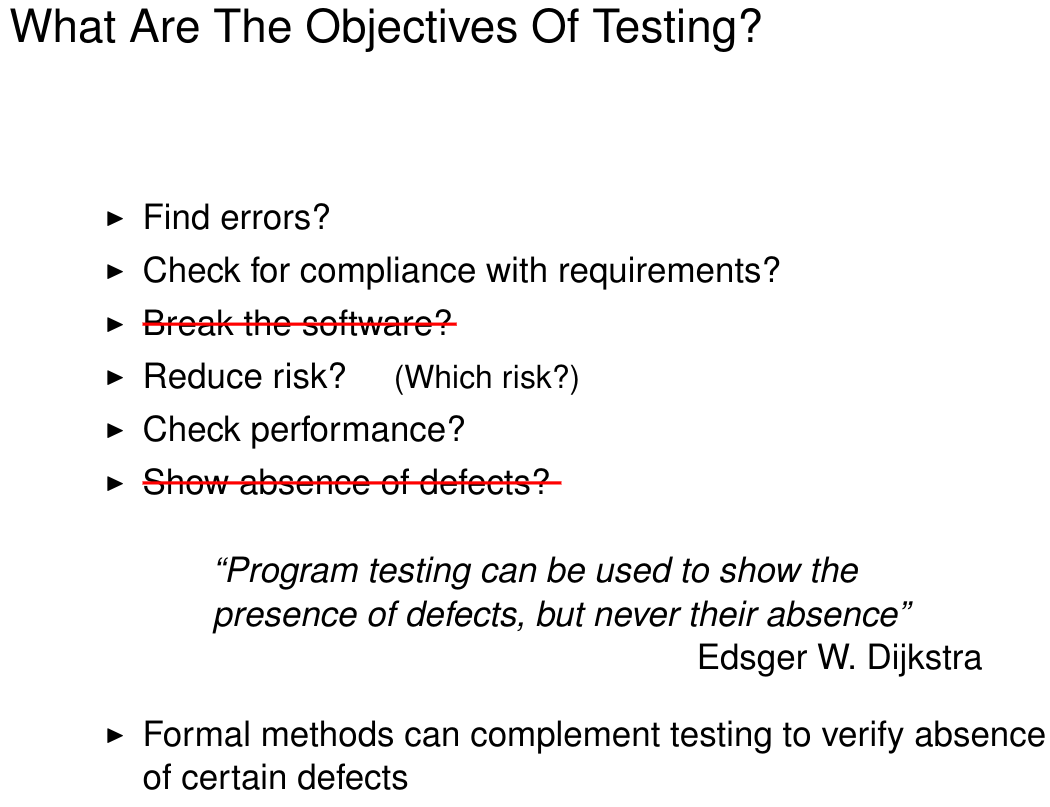 What Are The Objectives Of Testing?
▶ Find errors?
▶ Check for compliance with requirements?
▶ Break the software?
▶ Reduce risk? (Which risk?)
▶ Check performance?
▶ Show absence of defects?
“Program testing can be used to show the
presence of defects, but never their absence”
Edsger W. Dijkstra
▶ Formal methods can complement testing to verify absence
of certain defects